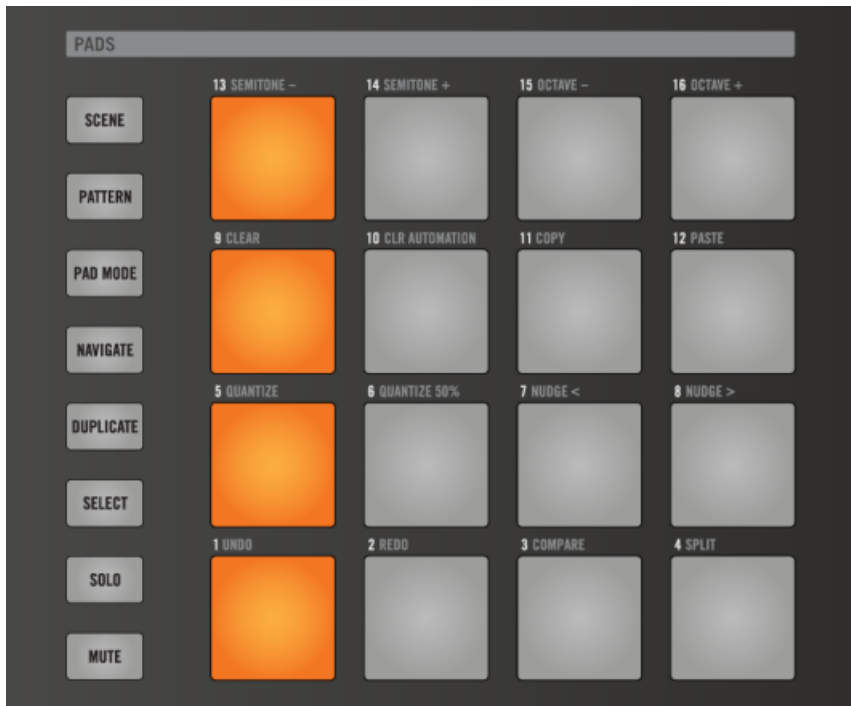 PADS
13 SEMITONE – 14 SEMITONE + 15 OCTAVE – 16 OCTAVE +
SCENE
PATTERN
9 CLEAR 10 CLR AUTOMATION 11 COPY 12 PASTE
PAD MODE
NAVIGATE
5 QUANTIZE 6 QUANTIZE 50% 7 NUDGE < 8 NUDGE >
DUPLICATE
SELECT
1 UNDO 2 REDO 3 COMPARE 4 SPLIT
SOLO
MUTE